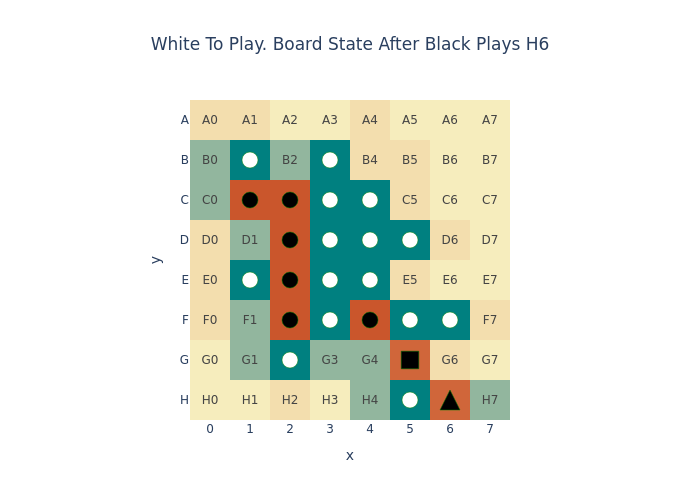 White To Play. Board State After Black Plays H6
A A0 A1 A2 A3 A4 A5 A6 A7
B B0 B2 B4 B5 B6 B7
C C0 C5 C6 C7
D D0 D1 D6 D7
E E0 E5 E6 E7
F F0 F1 F7
G G0 G1 G3 G4 G6 G7
H H0 H1 H2 H3 H4 H7
0 1 2 3 4 5 6 7
x
y